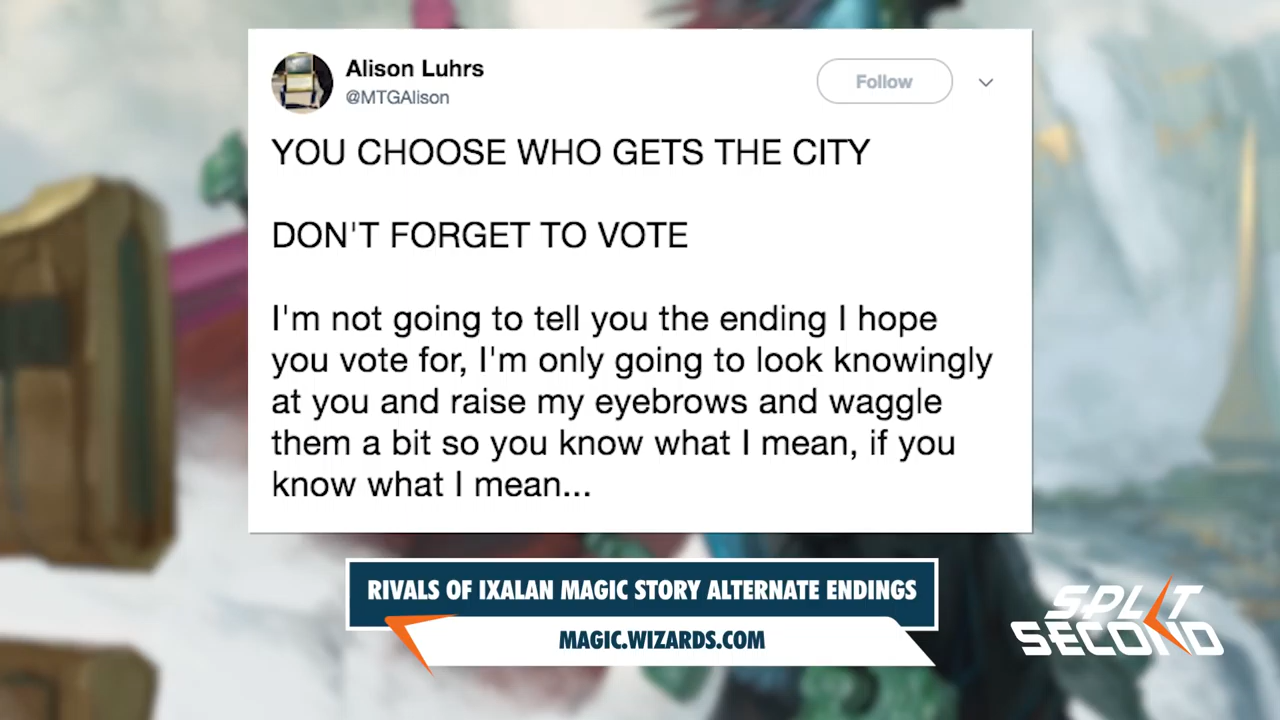 Alison Luhrs
@MTGAlison
Follow
YOU CHOOSE WHO GETS THE CITY
DON'T FORGET TO VOTE
I'm not going to tell you the ending I hope
you vote for, I'm only going to look knowingly
at you and raise my eyebrows and waggle
them a bit so you know what I mean, if you
know what I mean...
RIVALS OF IXALAN MAGIC STORY ALTERNATE ENDINGS
MAGIC.WIZARDS.COM
SPLIT
SECOND